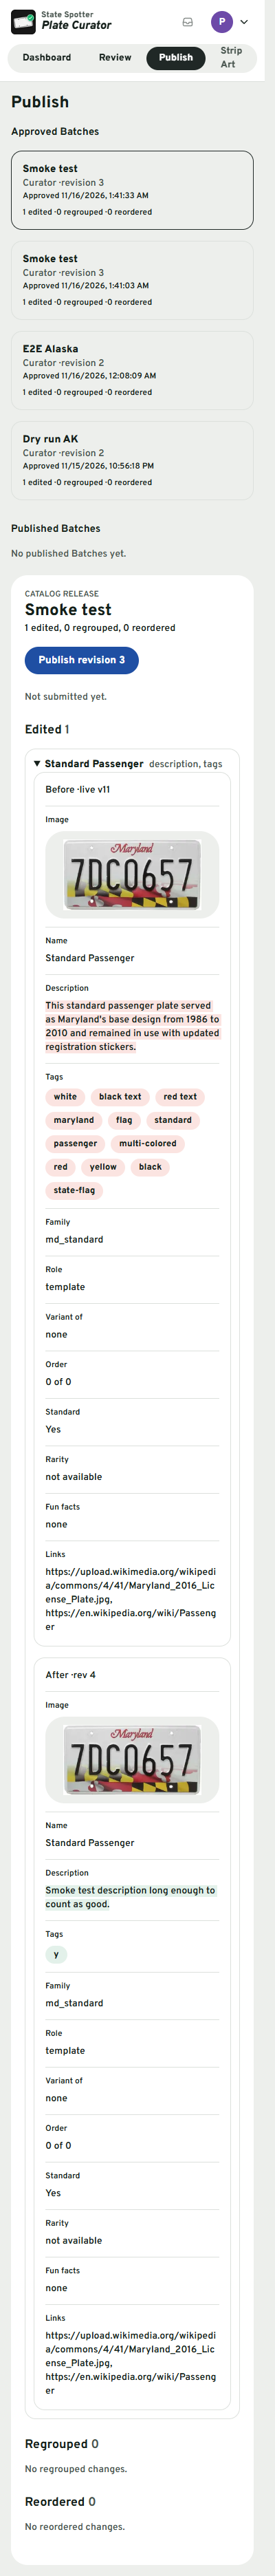 State Spotter
Plate Curator
P
Dashboard
Review
Publish
Strip
Art
Publish
Approved Batches
Smoke test
Curator ·revision 3
Approved 11/16/2026, 1:41:33 AM
1 edited ·0 regrouped ·0 reordered
Smoke test
Curator ·revision 3
Approved 11/16/2026, 1:41:03 AM
1 edited ·0 regrouped ·0 reordered
E2E Alaska
Curator ·revision 2
Approved 11/16/2026, 12:08:09 AM
1 edited ·0 regrouped ·0 reordered
Dry run AK
Curator ·revision 2
Approved 11/15/2026, 10:56:18 PM
1 edited ·0 regrouped ·0 reordered
Published Batches
No published Batches yet.
CATALOG RELEASE
Smoke test
1 edited, 0 regrouped, 0 reordered
Publish revision 3
Not submitted yet.
Edited 1
Standard Passenger description, tags
Before ·live v11
Image
Maryland
7DC0657
Name
Standard Passenger
Description
This standard passenger plate served
as Maryland's base design from 1986 to
2010 and remained in use with updated
registration stickers.
Tags
white black text red text
maryland flag standard
passenger multi-colored
red yellow black
state-flag
Family
md_standard
Role
template
Variant of
none
Order
0 of 0
Standard
Yes
Rarity
not available
Fun facts
none
Links
https://upload.wikimedia.org/wikipedi
a/commons/4/41/Maryland_2016_Lic
ense_Plate.jpg,
https://en.wikipedia.org/wiki/Passeng
er
After ·rev 4
Image
Maryland
7DC0657
Name
Standard Passenger
Description
Smoke test description long enough to
count as good.
Tags
y
Family
md_standard
Role
template
Variant of
none
Order
0 of 0
Standard
Yes
Rarity
not available
Fun facts
none
Links
https://upload.wikimedia.org/wikipedi
a/commons/4/41/Maryland_2016_Lic
ense_Plate.jpg,
https://en.wikipedia.org/wiki/Passeng
er
Regrouped 0
No regrouped changes.
Reordered 0
No reordered changes.